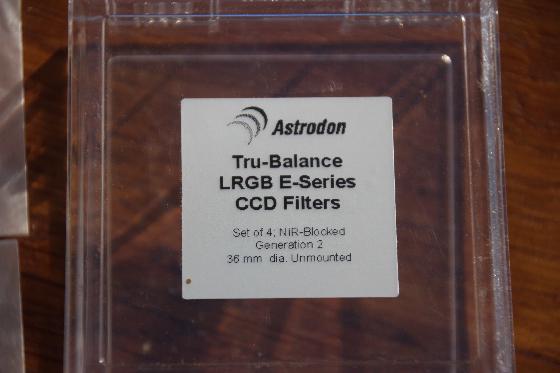 Astrodon
Tru-Balance
LRGB E-Series
CCD Filters
Set of 4; NiR-Blocked
Generation 2
36 mm dia. Unmounted